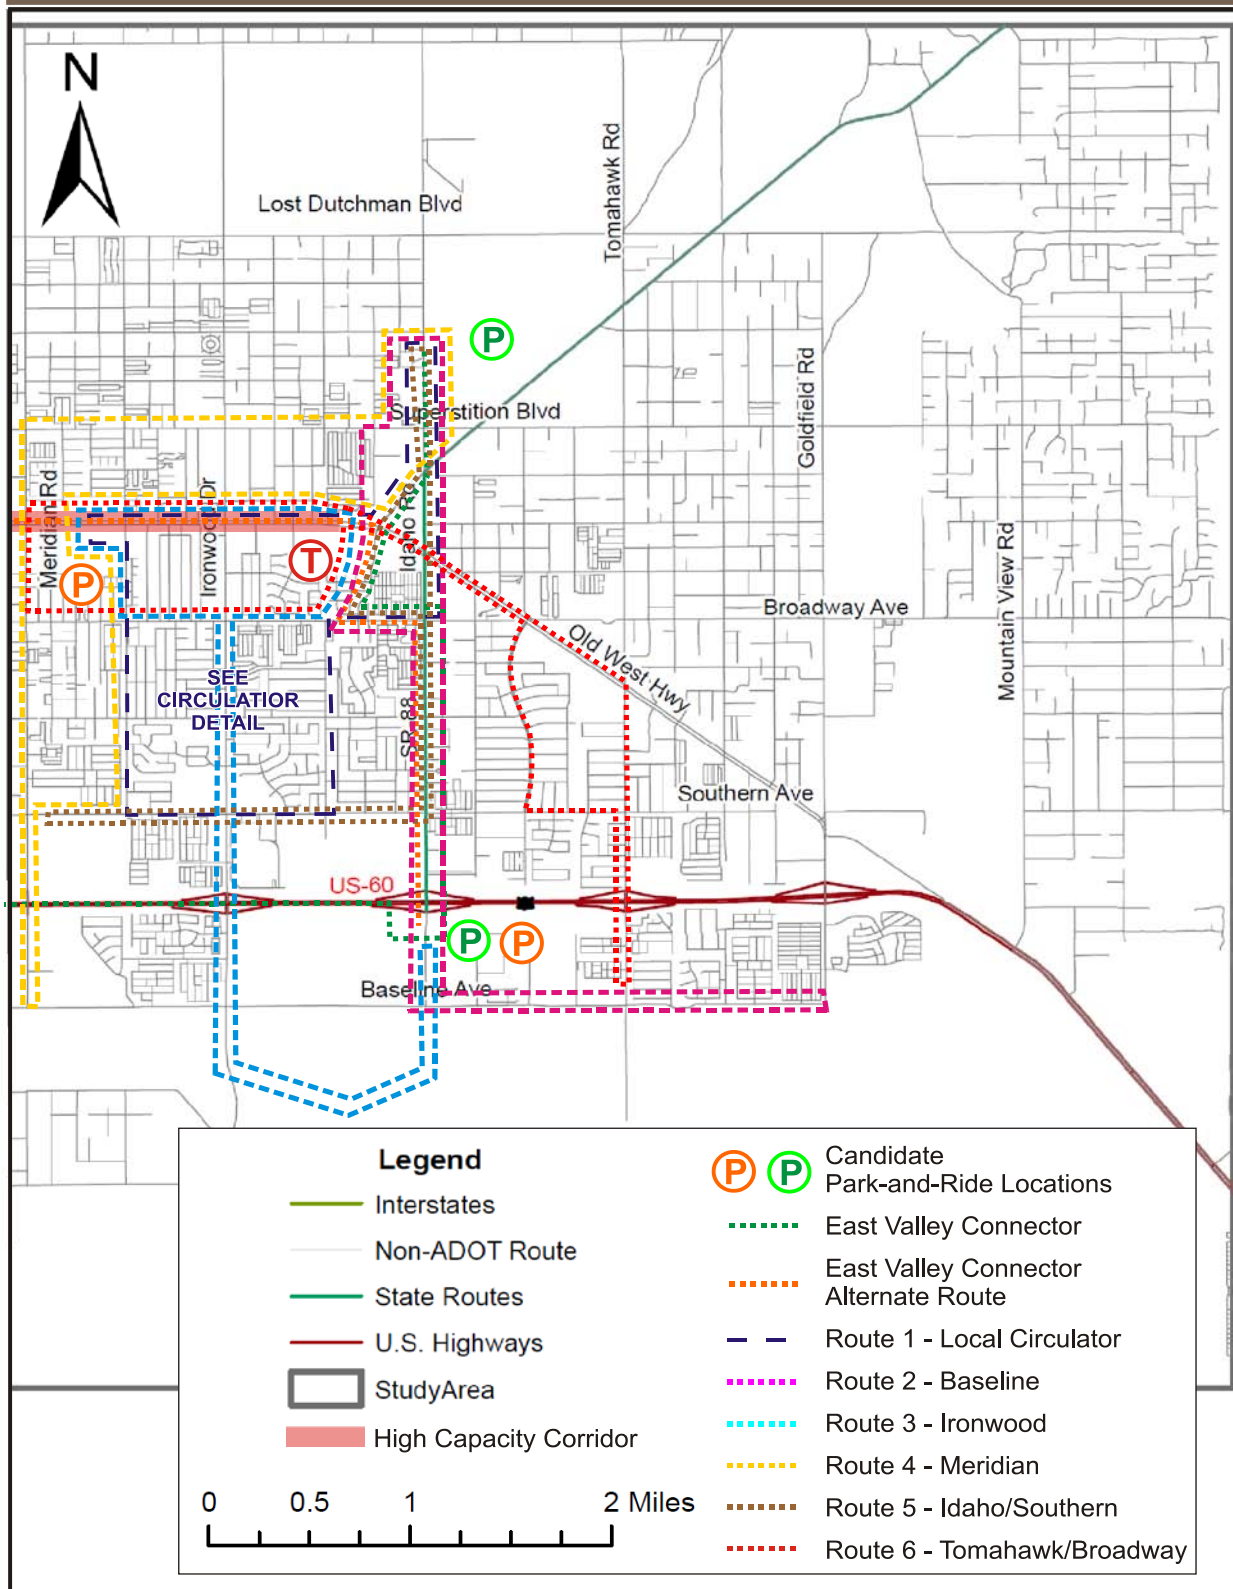 N
Lost Dutchman Blvd
Tomahawk Rd
P
Superstition Blvd
Goldfield Rd
Meridian Rd
Ironwood Dr
Idaho Rd
Mountain View Rd
T
P
Broadway Ave
Old West Hwy
SEE
CIRCULATIOR
DETAIL
SR 88
Southern Ave
US-60
P
P
Baseline Ave
Legend
Interstates
Non-ADOT Route
State Routes
U.S. Highways
StudyArea
High Capacity Corridor
0 0.5 1 2 Miles
P P Candidate
Park-and-Ride Locations
East Valley Connector
East Valley Connector
Alternate Route
Route 1 - Local Circulator
Route 2 - Baseline
Route 3 - Ironwood
Route 4 - Meridian
Route 5 - Idaho/Southern
Route 6 - Tomahawk/Broadway